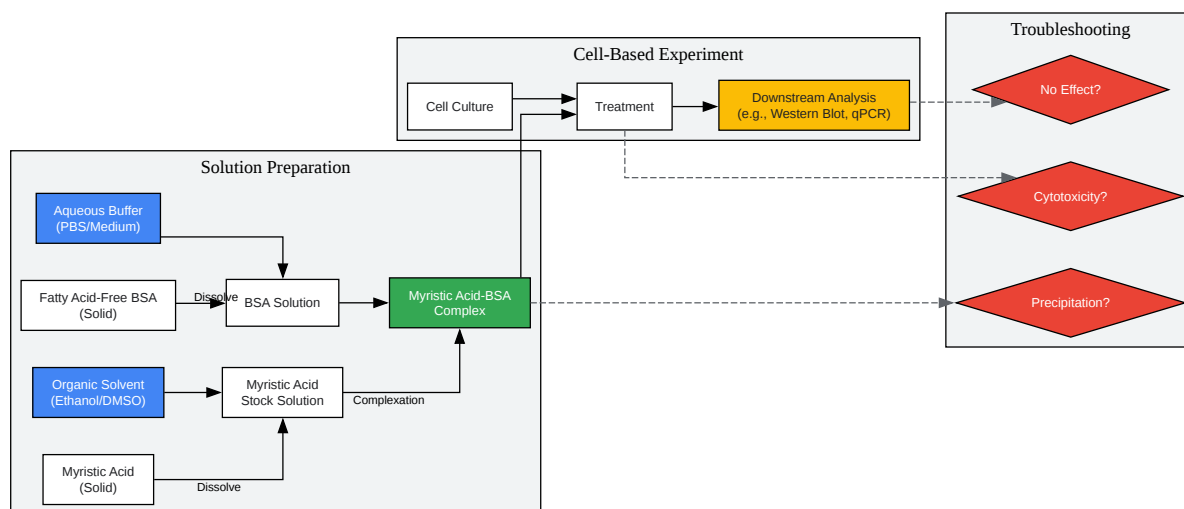 Troubleshooting
No Effect?
Cytotoxicity?
Precipitation?
Cell-Based Experiment
Cell Culture
Treatment
Downstream Analysis
(e.g., Western Blot, qPCR)
Solution Preparation
Aqueous Buffer
(PBS/Medium)
Fatty Acid-Free BSA
(Solid)
Dissolve
BSA Solution
Myristic Acid-BSA
Complex
Organic Solvent
(Ethanol/DMSO)
Myristic Acid
Stock Solution
Complexation
Myristic Acid
(Solid)
Dissolve